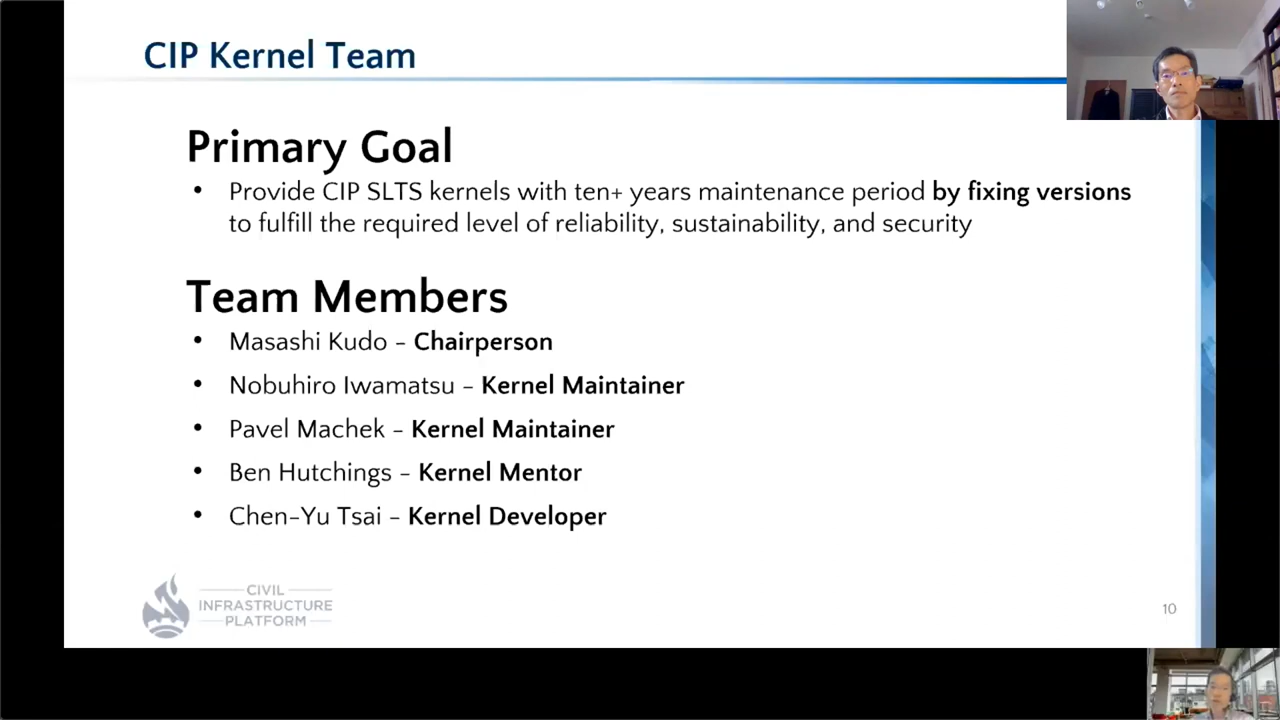 CIP Kernel Team
Primary Goal
• Provide CIP SLTS kernels with ten+ years maintenance period by fixing versions
to fulfill the required level of reliability, sustainability, and security
Team Members
• Masashi Kudo – Chairperson
• Nobuhiro Iwamatsu – Kernel Maintainer
• Pavel Machek – Kernel Maintainer
• Ben Hutchings – Kernel Mentor
• Chen-Yu Tsai – Kernel Developer
CIVIL
INFRASTRUCTURE
PLATFORM
10